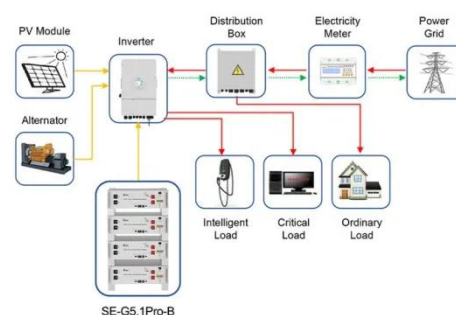 PV Module
Inverter
Distribution
Box
Electricity
Meter
Power
Grid
Alternator
Intelligent
Load
Critical
Load
Ordinary
Load
SE-G5.1Pro-B